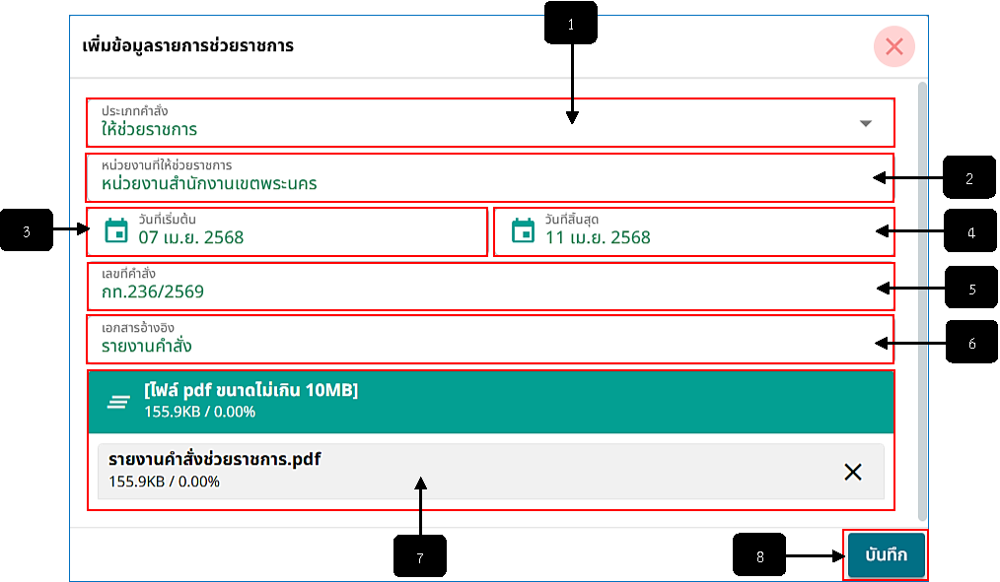 1
เพิ่มข้อมูลรายการช่วยราชการ
ประเภทคำสั่ง
ให้ช่วยราชการ
หน่วยงานที่ให้ช่วยราชการ
หน่วยงานสำนักงานเขตพระนคร
2
3
วันที่เริ่มต้น
07 เม.ย. 2568
วันที่สิ้นสุด
11 เม.ย. 2568
4
เลขที่คำสั่ง
กท.236/2569
5
เอกสารอ้างอิง
รายงานคำสั่ง
6
[ไฟล์ pdf ขนาดไม่เกิน 10MB]
155.9KB / 0.00%
รายงานคำสั่งช่วยราชการ.pdf
155.9KB / 0.00%
7
8
บันทึก